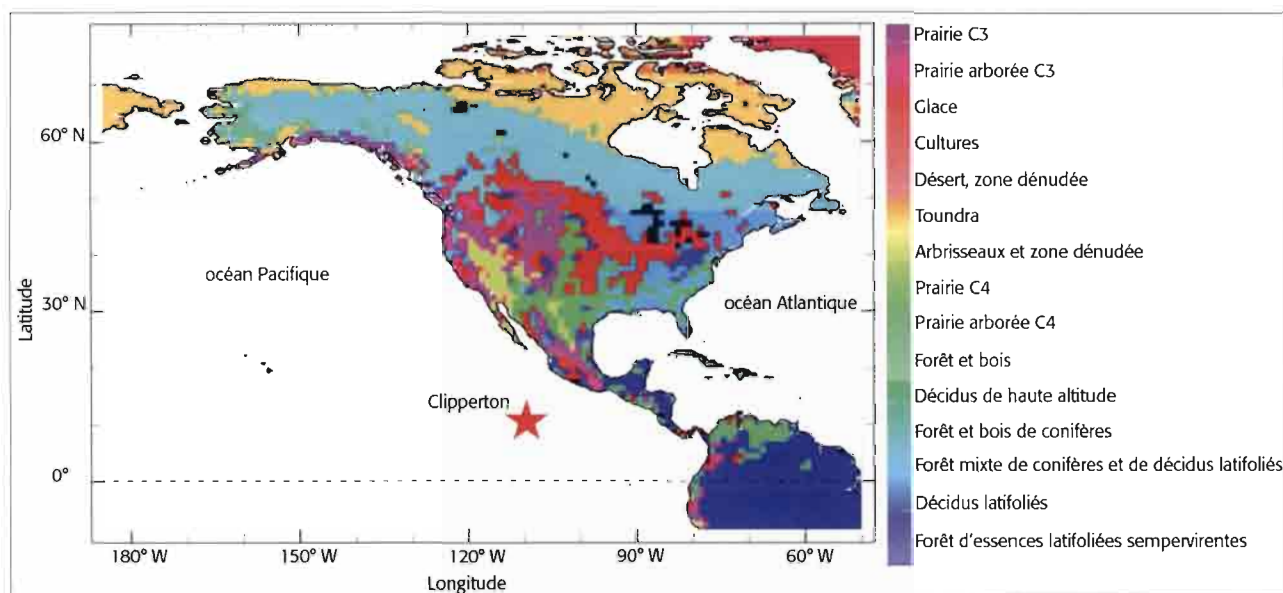 Latitude
60° N
30° N
0°
180° W
150° W
120° W
90° W
60° W
Longitude
océan Pacifique
océan Atlantique
Clipperton
Prairie C3
Prairie arborée C3
Glace
Cultures
Désert, zone dénudée
Toundra
Arbrisseaux et zone dénudée
Prairie C4
Prairie arborée C4
Forêt et bois
Décidus de haute altitude
Forêt et bois de conifères
Forêt mixte de conifères et de décidus latifoliés
Décidus latifoliés
Forêt d'essences latifoliées sempervirentes